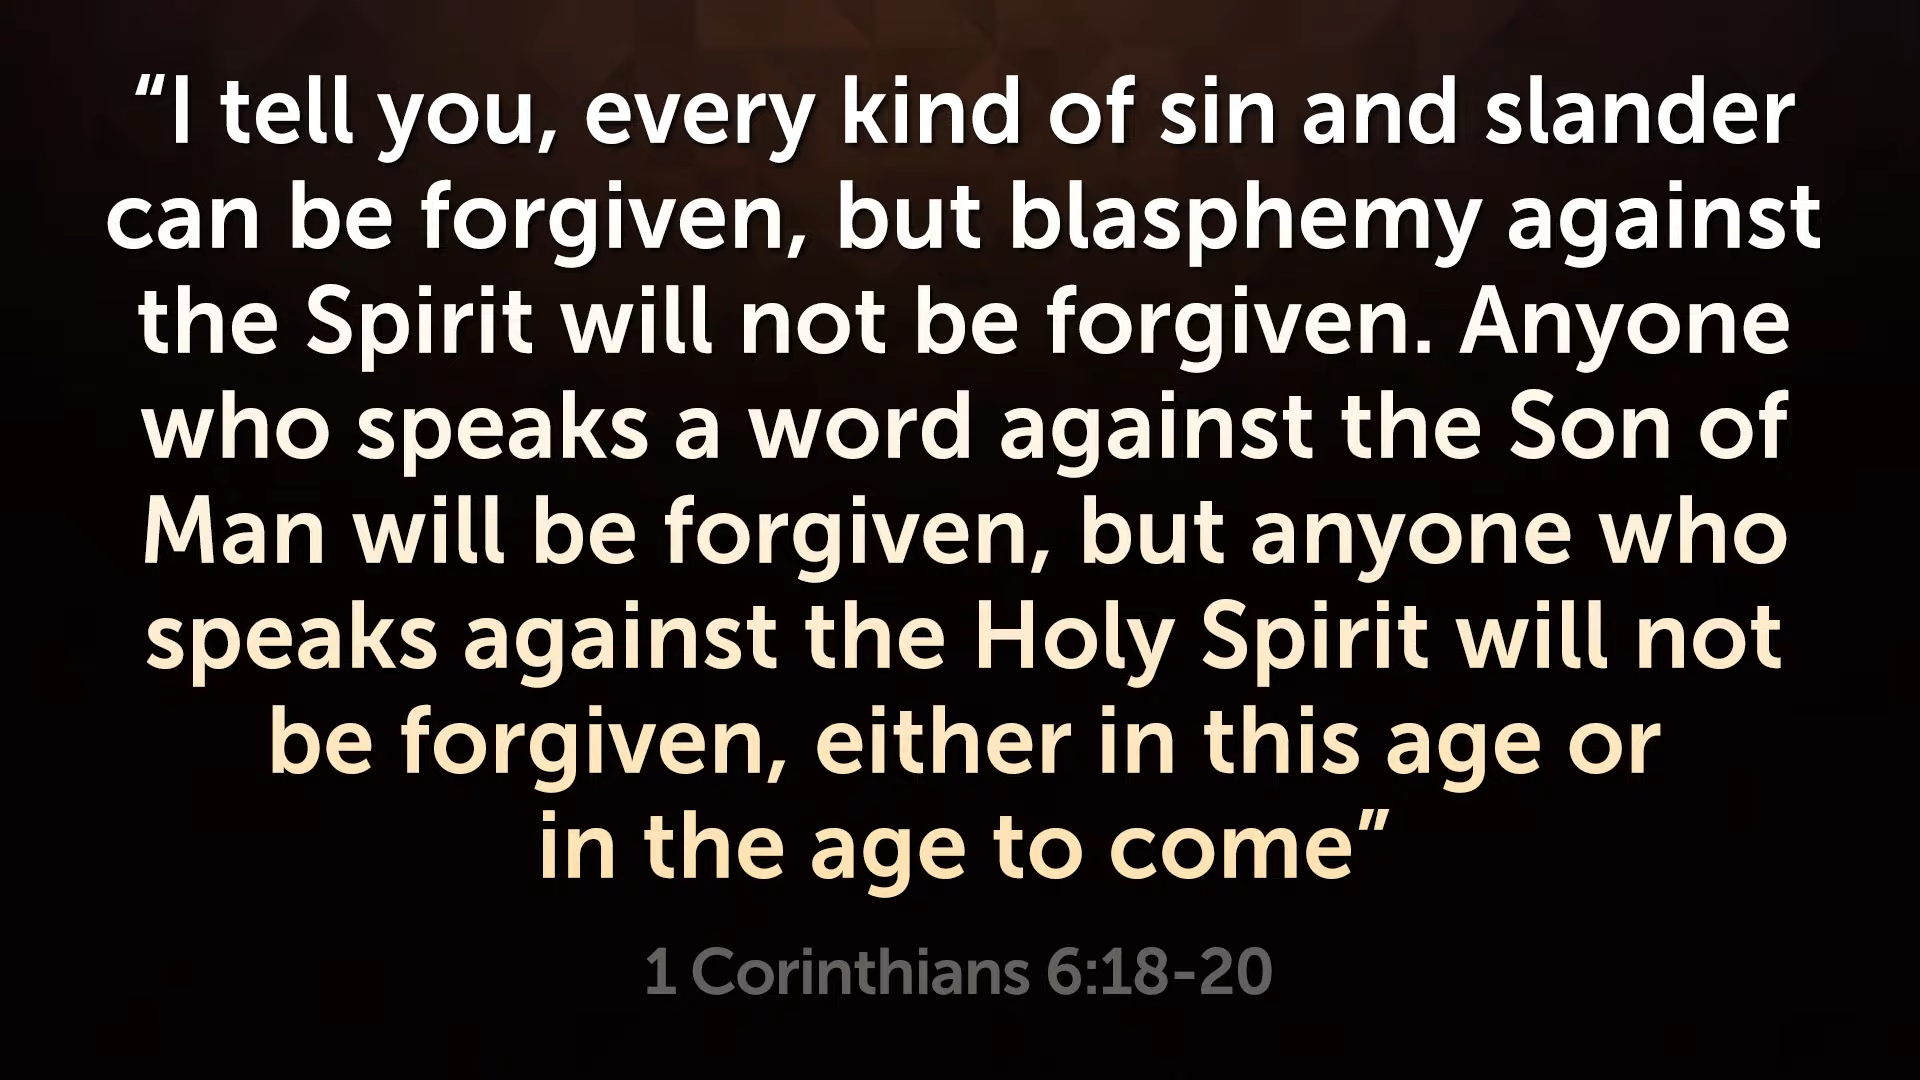 “I tell you, every kind of sin and slander
can be forgiven, but blasphemy against
the Spirit will not be forgiven. Anyone
who speaks a word against the Son of
Man will be forgiven, but anyone who
speaks against the Holy Spirit will not
be forgiven, either in this age or
in the age to come”
1 Corinthians 6:18-20